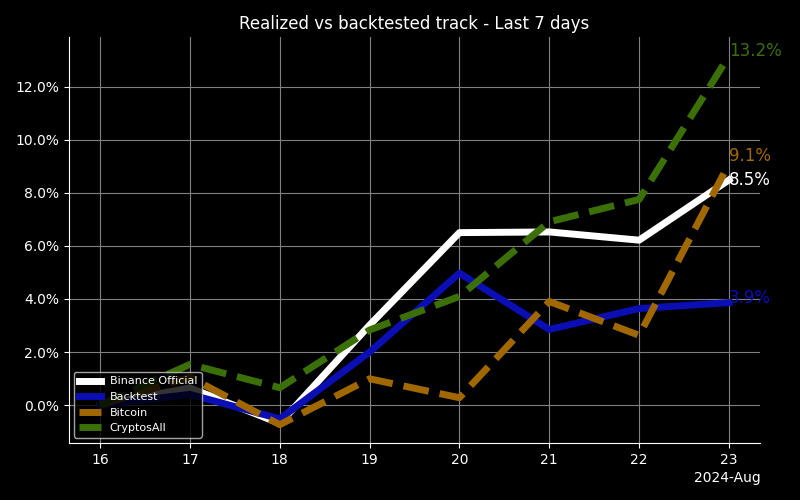 Realized vs backtested track - Last 7 days
13.2%
12.0%
10.0%
9.1%
8.5%
8.0%
6.0%
4.0%
3.9%
2.0%
0.0%
Binance Official
Backtest
Bitcoin
CryptosAll
16 17 18 19 20 21 22 23
2024-Aug